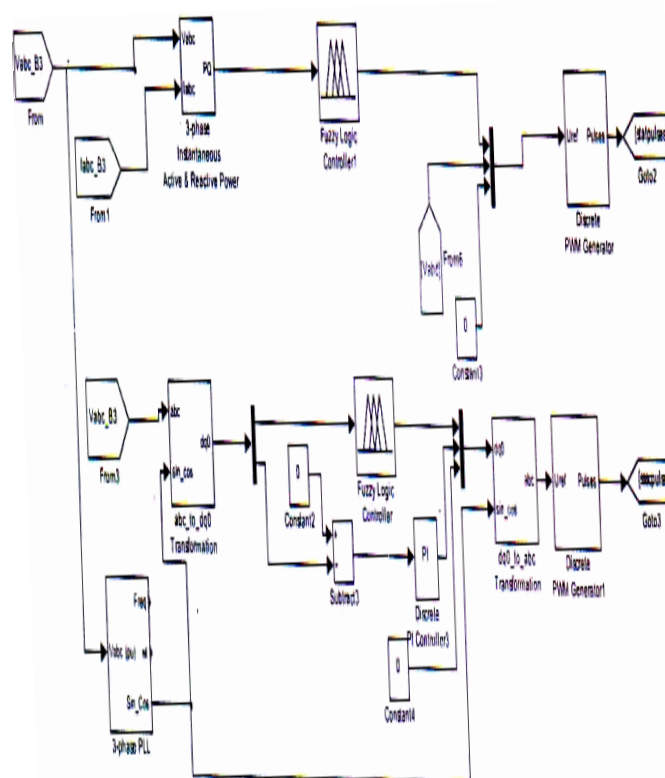 Vabc_B3
From
Vabc
Iabc
PQ
3-phase
Instantaneous
Active & Reactive Power
Iabc_B3
From1
Fuzzy Logic
Controller1
[Vabc]
From6
0
Constant3
Uref
Pulses
Discrete
PWM Generator
Goto2
Vabc_B3
From3
abc
sin_cos
dq0
abc_to_dq0
Transformation
0
Constant2
Fuzzy Logic
Controller
+
Subtract3
PI
Discrete
PI Controller3
0
Constant4
dq0
sin_cos
abc
dq0_to_abc
Transformation
Uref
Pulses
Discrete
PWM Generator1
Goto3
Freq
Vabc (pu)
wt
Sin_Cos
3-phase PLL